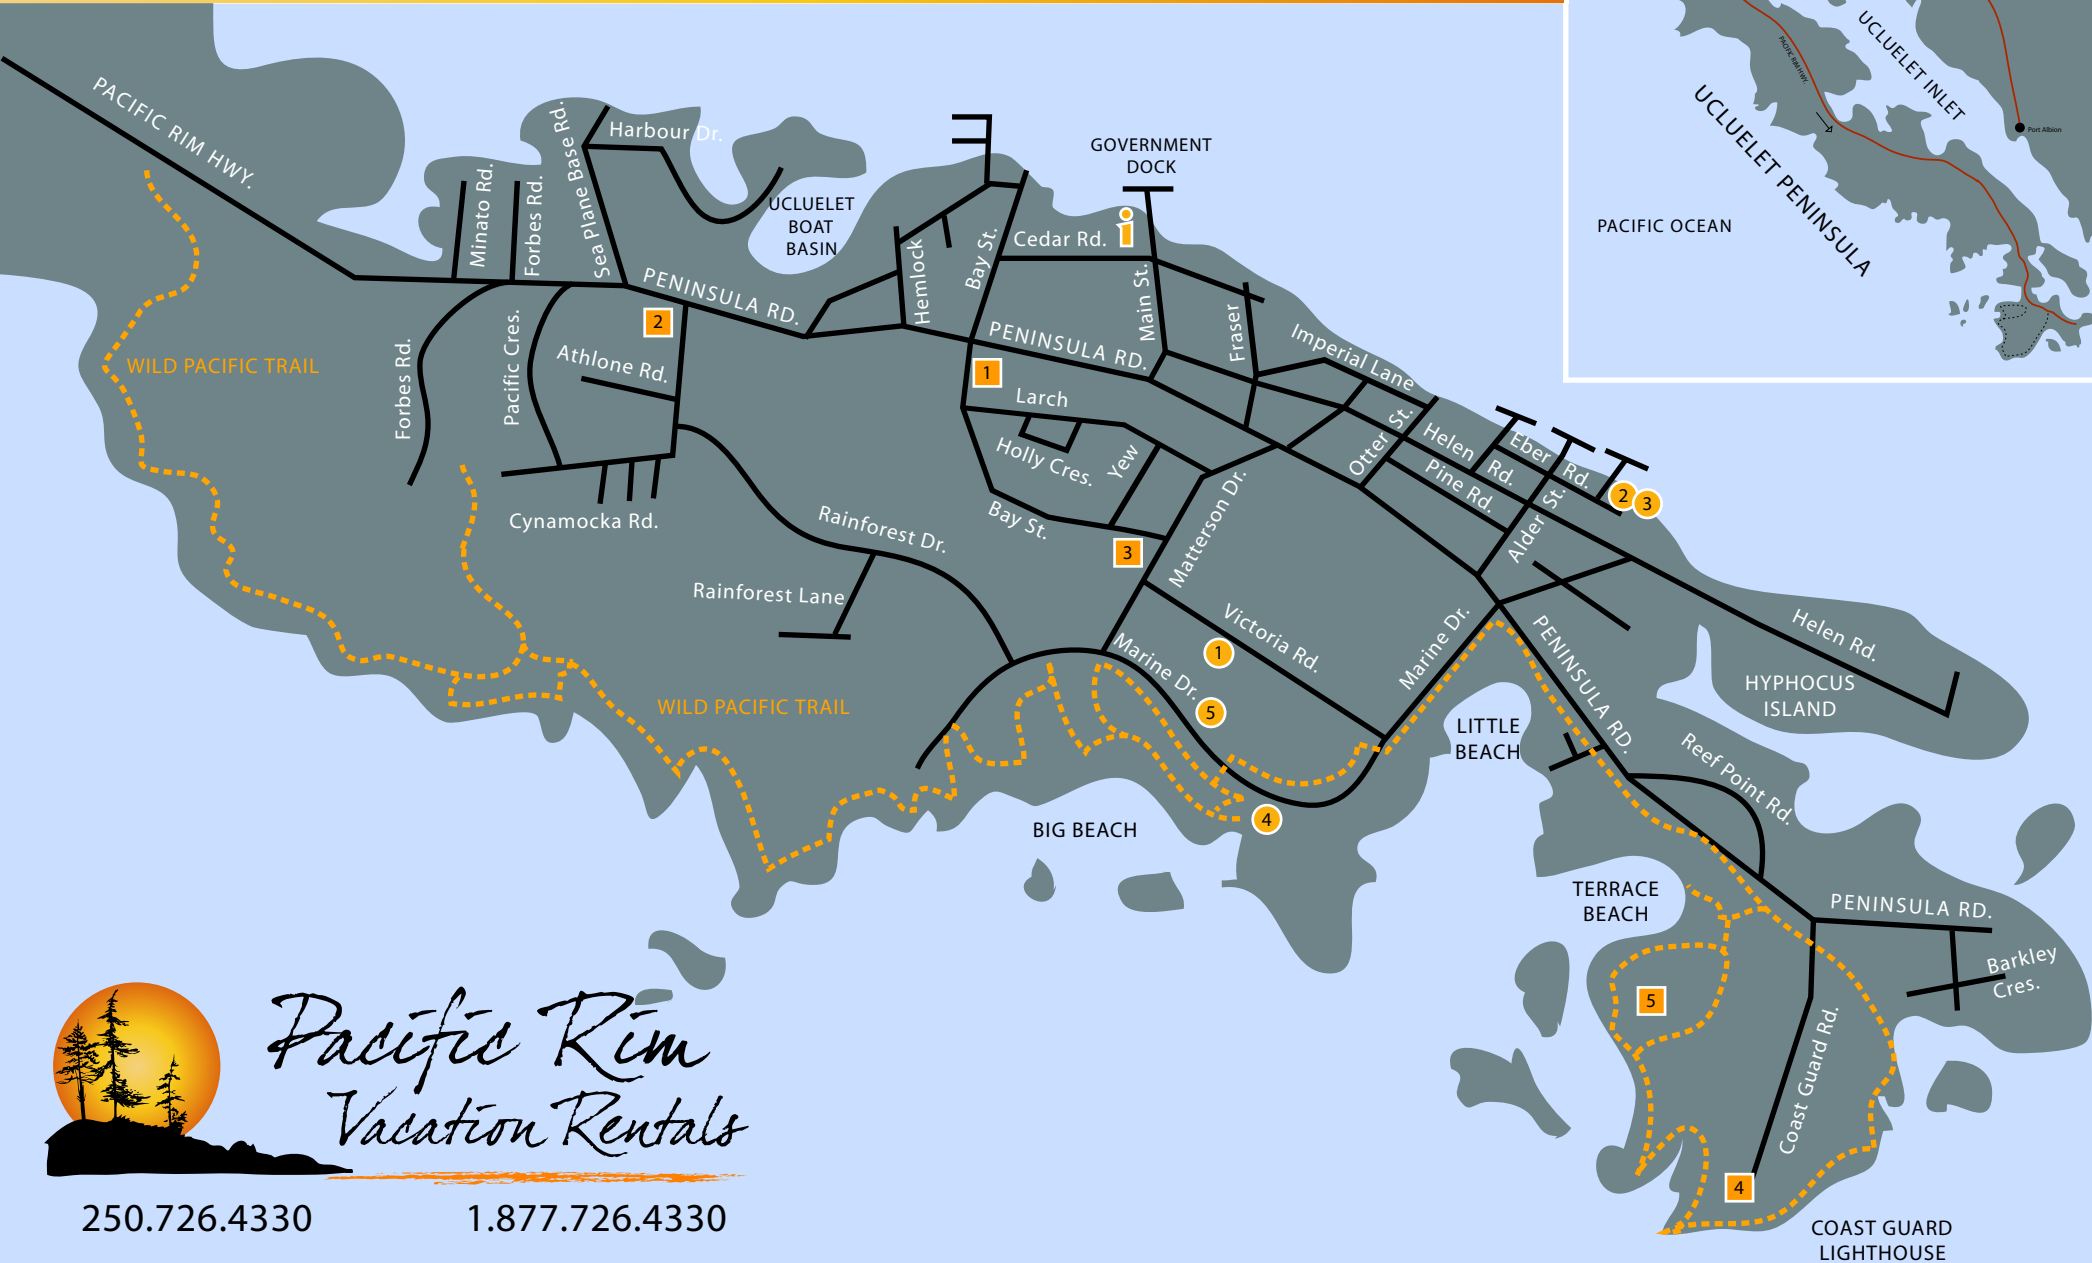 PACIFIC RIM HWY.
WILD PACIFIC TRAIL
Minato Rd.
Forbes Rd.
Sea Plane Base Rd.
Harbour Dr.
UCLUELET
BOAT
BASIN
PENINSULA RD.
2
Forbes Rd.
Pacific Cres.
Athlone Rd.
Cynamocka Rd.
Hemlock
Bay St.
Cedar Rd.
i
GOVERNMENT
DOCK
Main St.
PENINSULA RD.
1
Larch
Holly Cres.
Yew
Bay St.
3
Fraser
Imperial Lane
Otter St.
Helen Rd.
Pine Rd.
Eber Rd.
Alder St.
2
3
Matterson Dr.
Rainforest Dr.
Rainforest Lane
Victoria Rd.
1
Marine Dr.
5
Marine Dr.
4
WILD PACIFIC TRAIL
BIG BEACH
LITTLE
BEACH
PENINSULA RD.
Helen Rd.
HYPHOCUS
ISLAND
Reef Point Rd.
TERRACE
BEACH
PENINSULA RD.
Barkley
Cres.
5
Coast Guard Rd.
4
COAST GUARD
LIGHTHOUSE
PACIFIC RIM HWY.
UCLUELET INLET
UCLUELET PENINSULA
Port Albion
PACIFIC OCEAN
Pacific Rim
Vacation Rentals
250.726.4330
1.877.726.4330